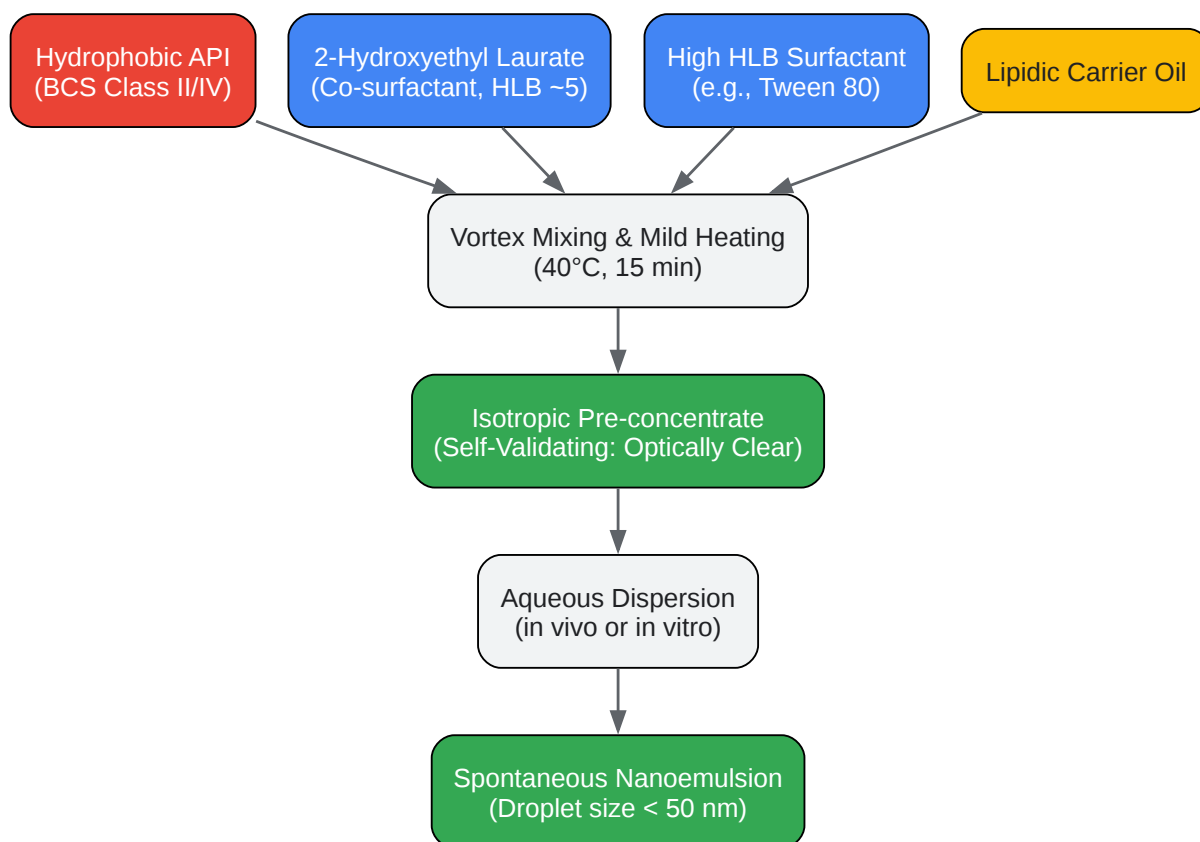 Hydrophobic API
(BCS Class II/IV)
2-Hydroxyethyl Laurate
(Co-surfactant, HLB ~5)
High HLB Surfactant
(e.g., Tween 80)
Lipidic Carrier Oil
Vortex Mixing & Mild Heating
(40°C, 15 min)
Isotropic Pre-concentrate
(Self-Validating: Optically Clear)
Aqueous Dispersion
(in vivo or in vitro)
Spontaneous Nanoemulsion
(Droplet size < 50 nm)